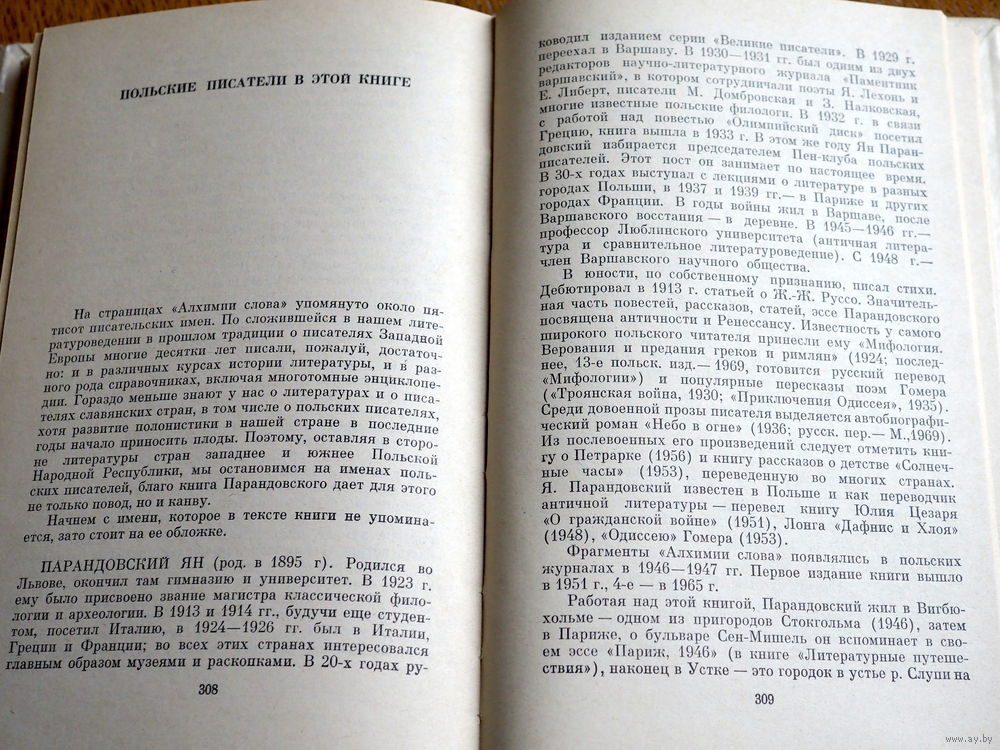 ПОЛЬСКИЕ ПИСАТЕЛИ В ЭТОЙ КНИГЕ
На страницах «Алхимии слова» упомянуто около пя-
тисот писательских имен. По сложившейся в нашем лите-
ратуроведении в прошлом традиции о писателях Западной
Европы многие десятки лет писали, пожалуй, достаточ-
но: и в различных курсах истории литературы, и в раз-
ного рода справочниках, включая многотомные энциклопе-
дии. Гораздо меньше знают у нас о литературах и о писа-
телях славянских стран, в том числе о польских писателях,
хотя развитие полонистики в нашей стране в последние
годы начало приносить плоды. Поэтому, оставляя в сторо-
не литературы стран западнее и южнее Польской
Народной Республики, мы остановимся на именах поль-
ских писателей, благо книга Парандовского дает для этого
не только повод, но и канву.
Начнем с имени, которое в тексте книги не упомина-
ется, зато стоит на ее обложке.
ПАРАНДОВСКИЙ ЯН (род. в 1895 г). Родился во
Львове, окончил там гимназию и университет. В 1923 г.
ему было присвоено звание магистра классической фило-
логии и археологии. В 1913 и 1914 гг., будучи еще студен-
том, посетил Италию, в 1924—1926 гг. был в Италии,
Греции и Франции; во всех этих странах интересовался
главным образом музеями и раскопками. В 20-х годах ру-
308
ководил изданием серии «Великие писатели». В 1929 г.
переехал в Варшаву. В 1930—1931 гг. был одним из двух
редакторов научно-литературного журнала «Паментник
варшавский», в котором сотрудничали поэты Я. Лехонь и
Е. Либерт, писатели М. Домбровская и З. Налковская,
многие известные польские филологи. В 1932 г. в связи
с работой над повестью «Олимпийский диск» посетил
Грецию, книга вышла в 1933 г. В этом же году Ян Паран-
довский избирается председателем Пен-клуба польских
писателей. Этот пост он занимает по настоящее время.
В 30-х годах выступал с лекциями о литературе в разных
городах Польши, в 1937 и 1939 гг.— в Париже и других
городах Франции. В годы войны жил в Варшаве, после
Варшавского восстания — в деревне. В 1945—1946 гг.—
профессор Люблинского университета (античная литера-
тура и сравнительное литературоведение). С 1948 г.—
член Варшавского научного общества.
В юности, по собственному признанию, писал стихи.
Дебютировал в 1913 г. статьей о Ж.-Ж. Руссо. Значитель-
ная часть повестей, рассказов, статей, эссе Парандовского
посвящена античности и Ренессансу. Известность у самого
широкого польского читателя принесли ему «Мифология.
Верования и предания греков и римлян» (1924; послед-
нее, 13-е польск. изд.— 1969, готовится русский перевод
«Мифологии») и популярные пересказы поэм Гомера
(«Троянская война, 1930; «Приключения Одиссея», 1935).
Среди довоенной прозы писателя выделяется автобиографи-
ческий роман «Небо в огне» (1936; русск. пер.— М.,1969).
Из послевоенных его произведений следует отметить кни-
гу о Петрарке (1956) и книгу рассказов о детстве «Солнеч-
ные часы» (1953), переведенную во многих странах.
Я. Парандовский известен в Польше и как переводчик
античной литературы — перевел книгу Юлия Цезаря
«О гражданской войне» (1951), Лонга «Дафнис и Хлоя»
(1948), «Одиссею» Гомера (1953).
Фрагменты «Алхимии слова» появлялись в польских
журналах в 1946—1947 гг. Первое издание книги вышло
в 1951 г., 4-е — в 1965 г.
Работая над этой книгой, Парандовский жил в Вигбю-
хольме — одном из пригородов Стокгольма (1946), затем
в Париже, о бульваре Сен-Мишель он вспоминает в сво-
ем эссе «Париж, 1946» (в книге «Литературные путеше-
ствия»), наконец в Устке — это городок в устье р. Слупи на
309
www.ay.by